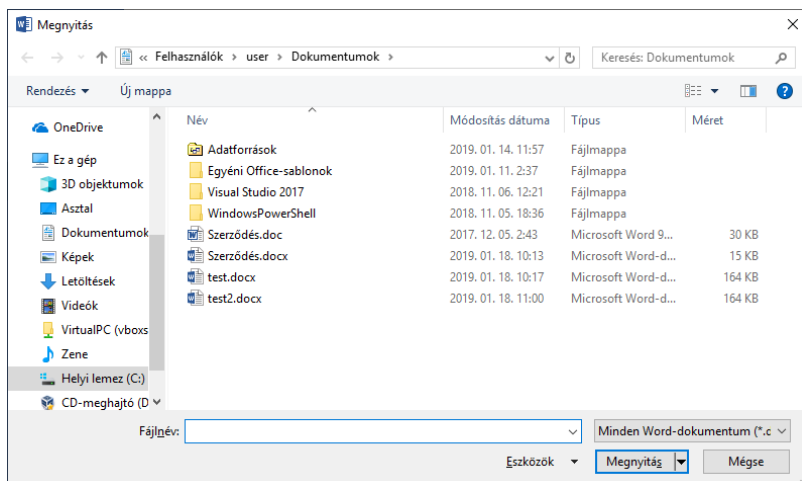 Megnyitás
« Felhasználók › user › Dokumentumok ›
Keresés: Dokumentumok
Rendezés Új mappa
OneDrive
Ez a gép
3D objektumok
Asztal
Dokumentumok
Képek
Letöltések
Videók
VirtualPC (vboxs
Zene
Helyi lemez (C:)
CD-meghajtó (D
Név Módosítás dátuma Típus Méret
Adatforrások 2019. 01. 14. 11:57 Fájlmappa
Egyéni Office-sablonok 2019. 01. 11. 2:37 Fájlmappa
Visual Studio 2017 2018. 11. 06. 12:21 Fájlmappa
WindowsPowerShell 2018. 11. 05. 18:36 Fájlmappa
Szerződés.doc 2017. 12. 05. 2:43 Microsoft Word 9... 30 KB
Szerződés.docx 2019. 01. 18. 10:13 Microsoft Word-d... 15 KB
test.docx 2019. 01. 18. 10:17 Microsoft Word-d... 164 KB
test2.docx 2019. 01. 18. 11:00 Microsoft Word-d... 164 KB
Fájlnév: Minden Word-dokumentum (*.c
Eszközök Megnyitás Mégse